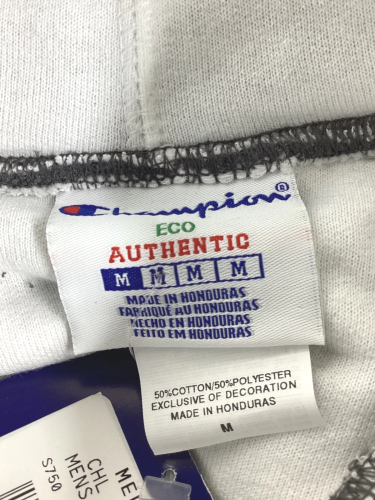 Champion®
ECO
AUTHENTIC
M M M M
MADE IN HONDURAS
FABRIQUÉ AU HONDURAS
HECHO EN HONDURAS
FEITO EM HONDURAS
50%COTTON/50%POLYESTER
EXCLUSIVE OF DECORATION
MADE IN HONDURAS
M
CHL
MENS
S750